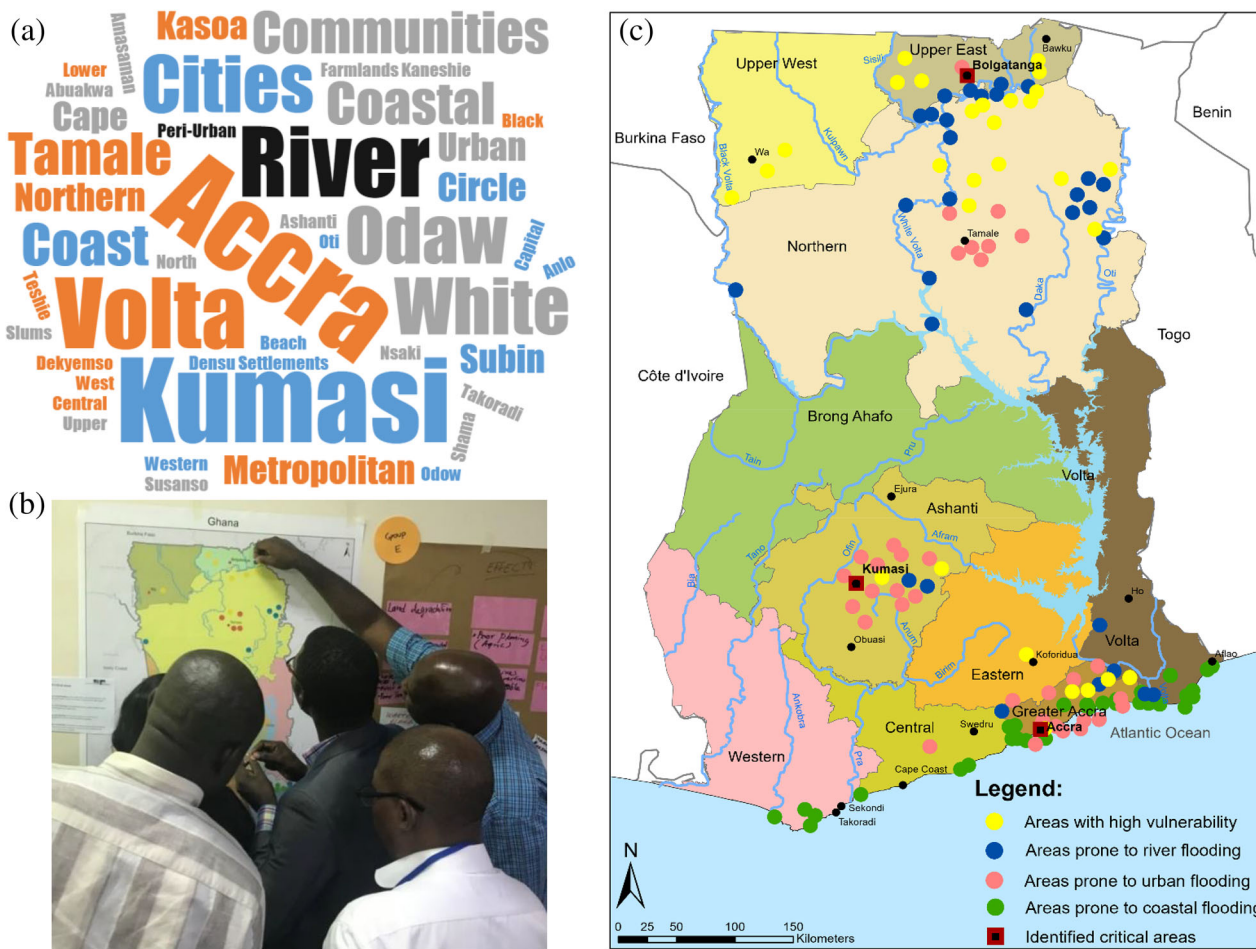 (a)
Amasaman
Kasoa
Communities
Lower
Abuakwa
Cities
Farmlands Kaneshie
Cape
Coastal
Peri-Urban
Black
Tamale
River
Urban
Northern
Accra
Circle
Ashanti
Odaw
Capital
Coast
Oti
Anlo
North
Teshie
Volta
White
Slums
Beach
Nsaki
Subin
Dekyemso
Densu Settlements
West
Kumasi
Central
Takoradi
Upper
Shama
Western
Metropolitan
Odow
Susanso
(b)
Ghana
Burkina Faso
Group
E
EFFECTS
Land degradation
(c)
Upper East
Bawku
Upper West
Sisili
Bolgatanga
Benin
Burkina Faso
Kulpawn
Wa
Black Volta
White Volta
Tamale
Northern
Oti
Daka
Togo
Côte d'Ivoire
Brong Ahafo
Pru
Tain
Volta
Ejura
Ashanti
Tano
Ofin
Afram
Bia
Kumasi
Ho
Obuasi
Anum
Volta
Koforidua
Aflao
Birim
Eastern
Ankobra
Central
Greater Accra
Swedru
Accra
Atlantic Ocean
Western
Pra
Cape Coast
Sekondi
Takoradi
Legend:
Areas with high vulnerability
Areas prone to river flooding
Areas prone to urban flooding
Areas prone to coastal flooding
Identified critical areas
N
0 25 50 100 150
Kilometers